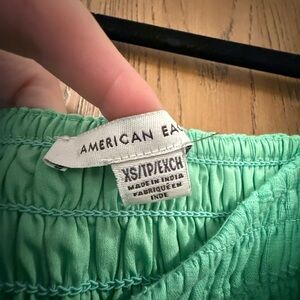 AMERICAN EA
XS/TP/EXCH
MADE IN INDIA
FABRIQUÉ EN
INDE